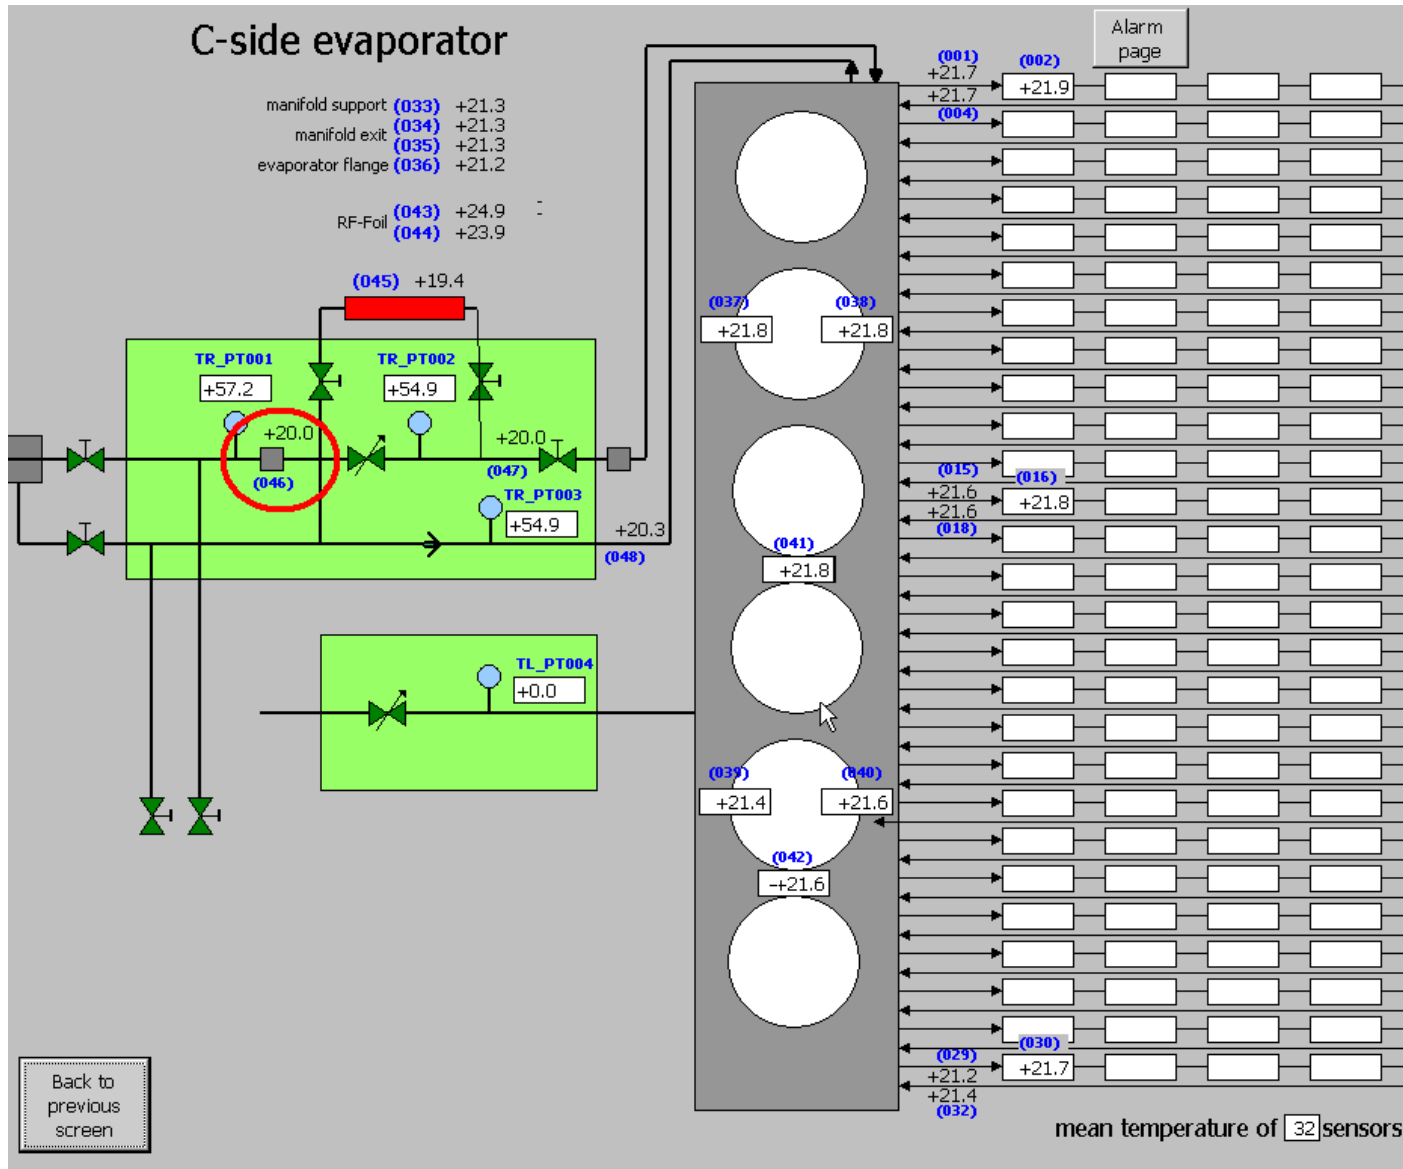 C-side evaporator
Alarm
page
manifold support (033) +21.3
manifold exit (034) +21.3
(035) +21.3
evaporator flange (036) +21.2
RF-Foil (043) +24.9
(044) +23.9
(045) +19.4
TR_PT001
+57.2
TR_PT002
+54.9
+20.0
(046)
+20.0
(047)
TR_PT003
+54.9
+20.3
(048)
TL_PT004
+0.0
(037) (038)
+21.8 +21.8
(041)
+21.8
(039) (040)
+21.4 +21.6
(042)
-+21.6
(001) (002)
+21.7
+21.9
+21.7
(004)
(015) (016)
+21.6
+21.8
+21.6
(018)
(029) (030)
+21.2
+21.7
+21.4
(032)
mean temperature of 32 sensors
Back to
previous
screen